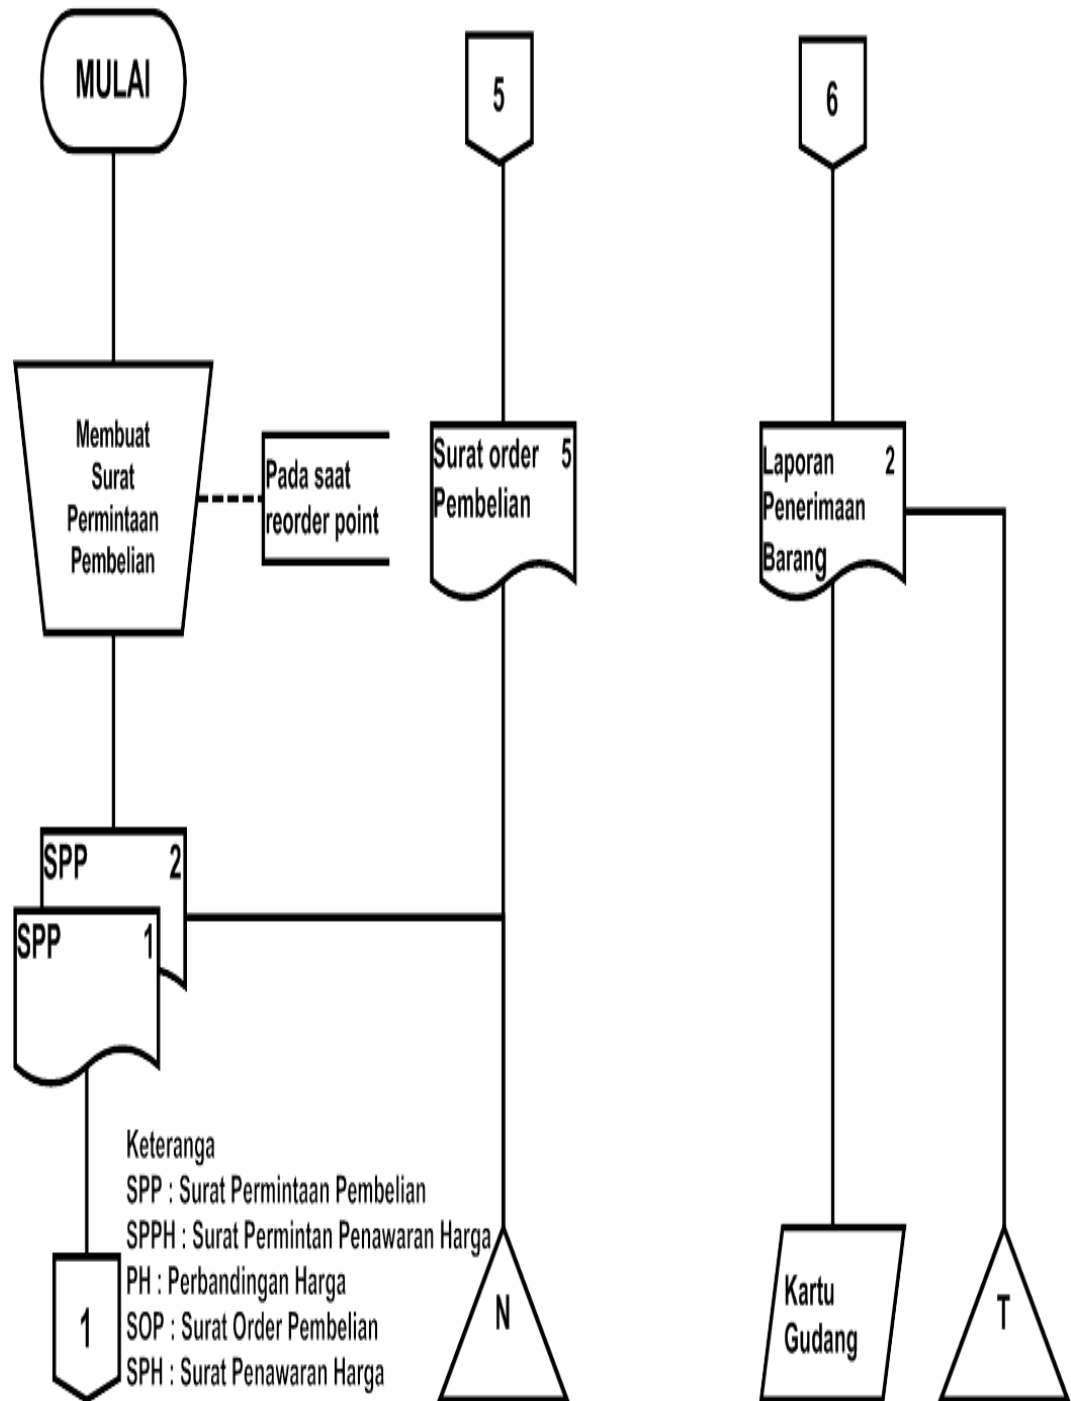 MULAI
5
6
Membuat
Surat
Permintaan
Pembelian
Pada saat
reorder point
Surat order 5
Pembelian
Laporan 2
Penerimaan
Barang
SPP 2
SPP 1
Keteranga
SPP : Surat Permintaan Pembelian
SPPH : Surat Permintan Penawaran Harga
PH : Perbandingan Harga
SOP : Surat Order Pembelian
SPH : Surat Penawaran Harga
1
N
Kartu
Gudang
T